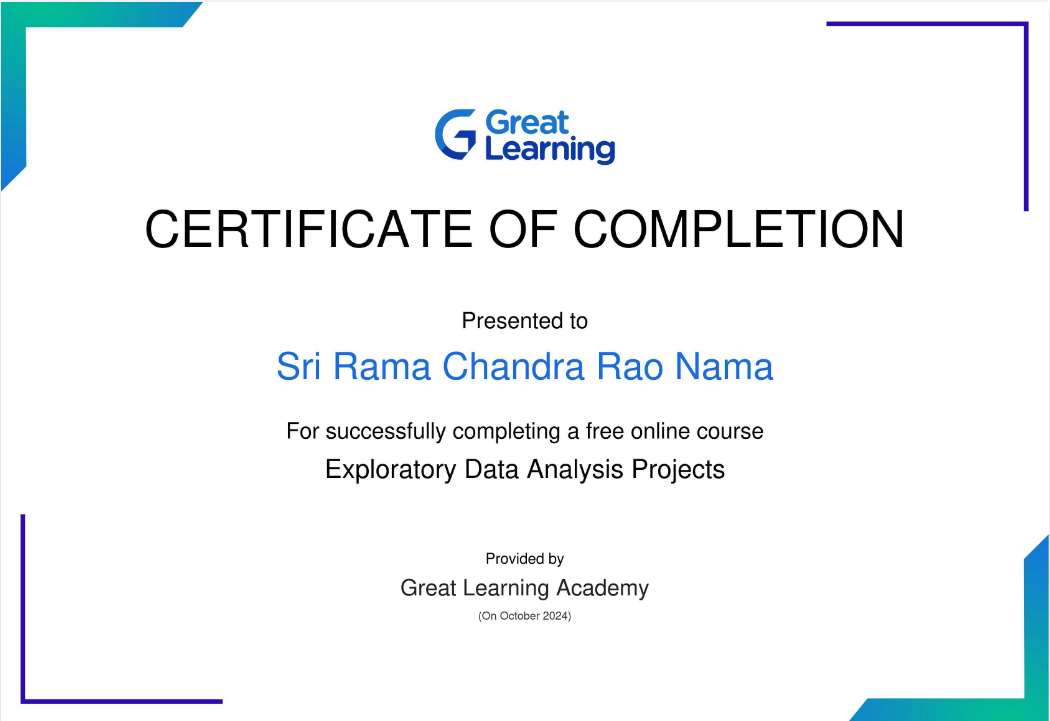 Great
Learning
CERTIFICATE OF COMPLETION
Presented to
Sri Rama Chandra Rao Nama
For successfully completing a free online course
Exploratory Data Analysis Projects
Provided by
Great Learning Academy
(On October 2024)